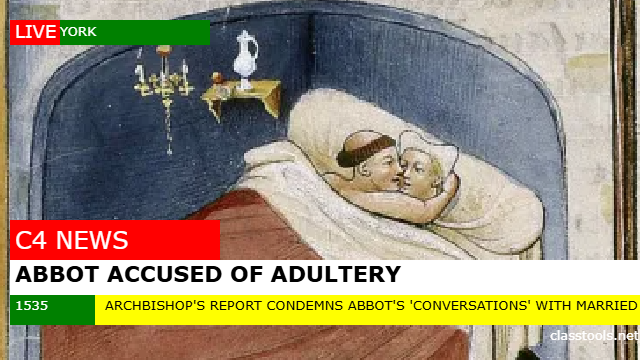 LIVE YORK
C4 NEWS
ABBOT ACCUSED OF ADULTERY
1535 ARCHBISHOP'S REPORT CONDEMNS ABBOT'S 'CONVERSATIONS' WITH MARRIED
classtools.net